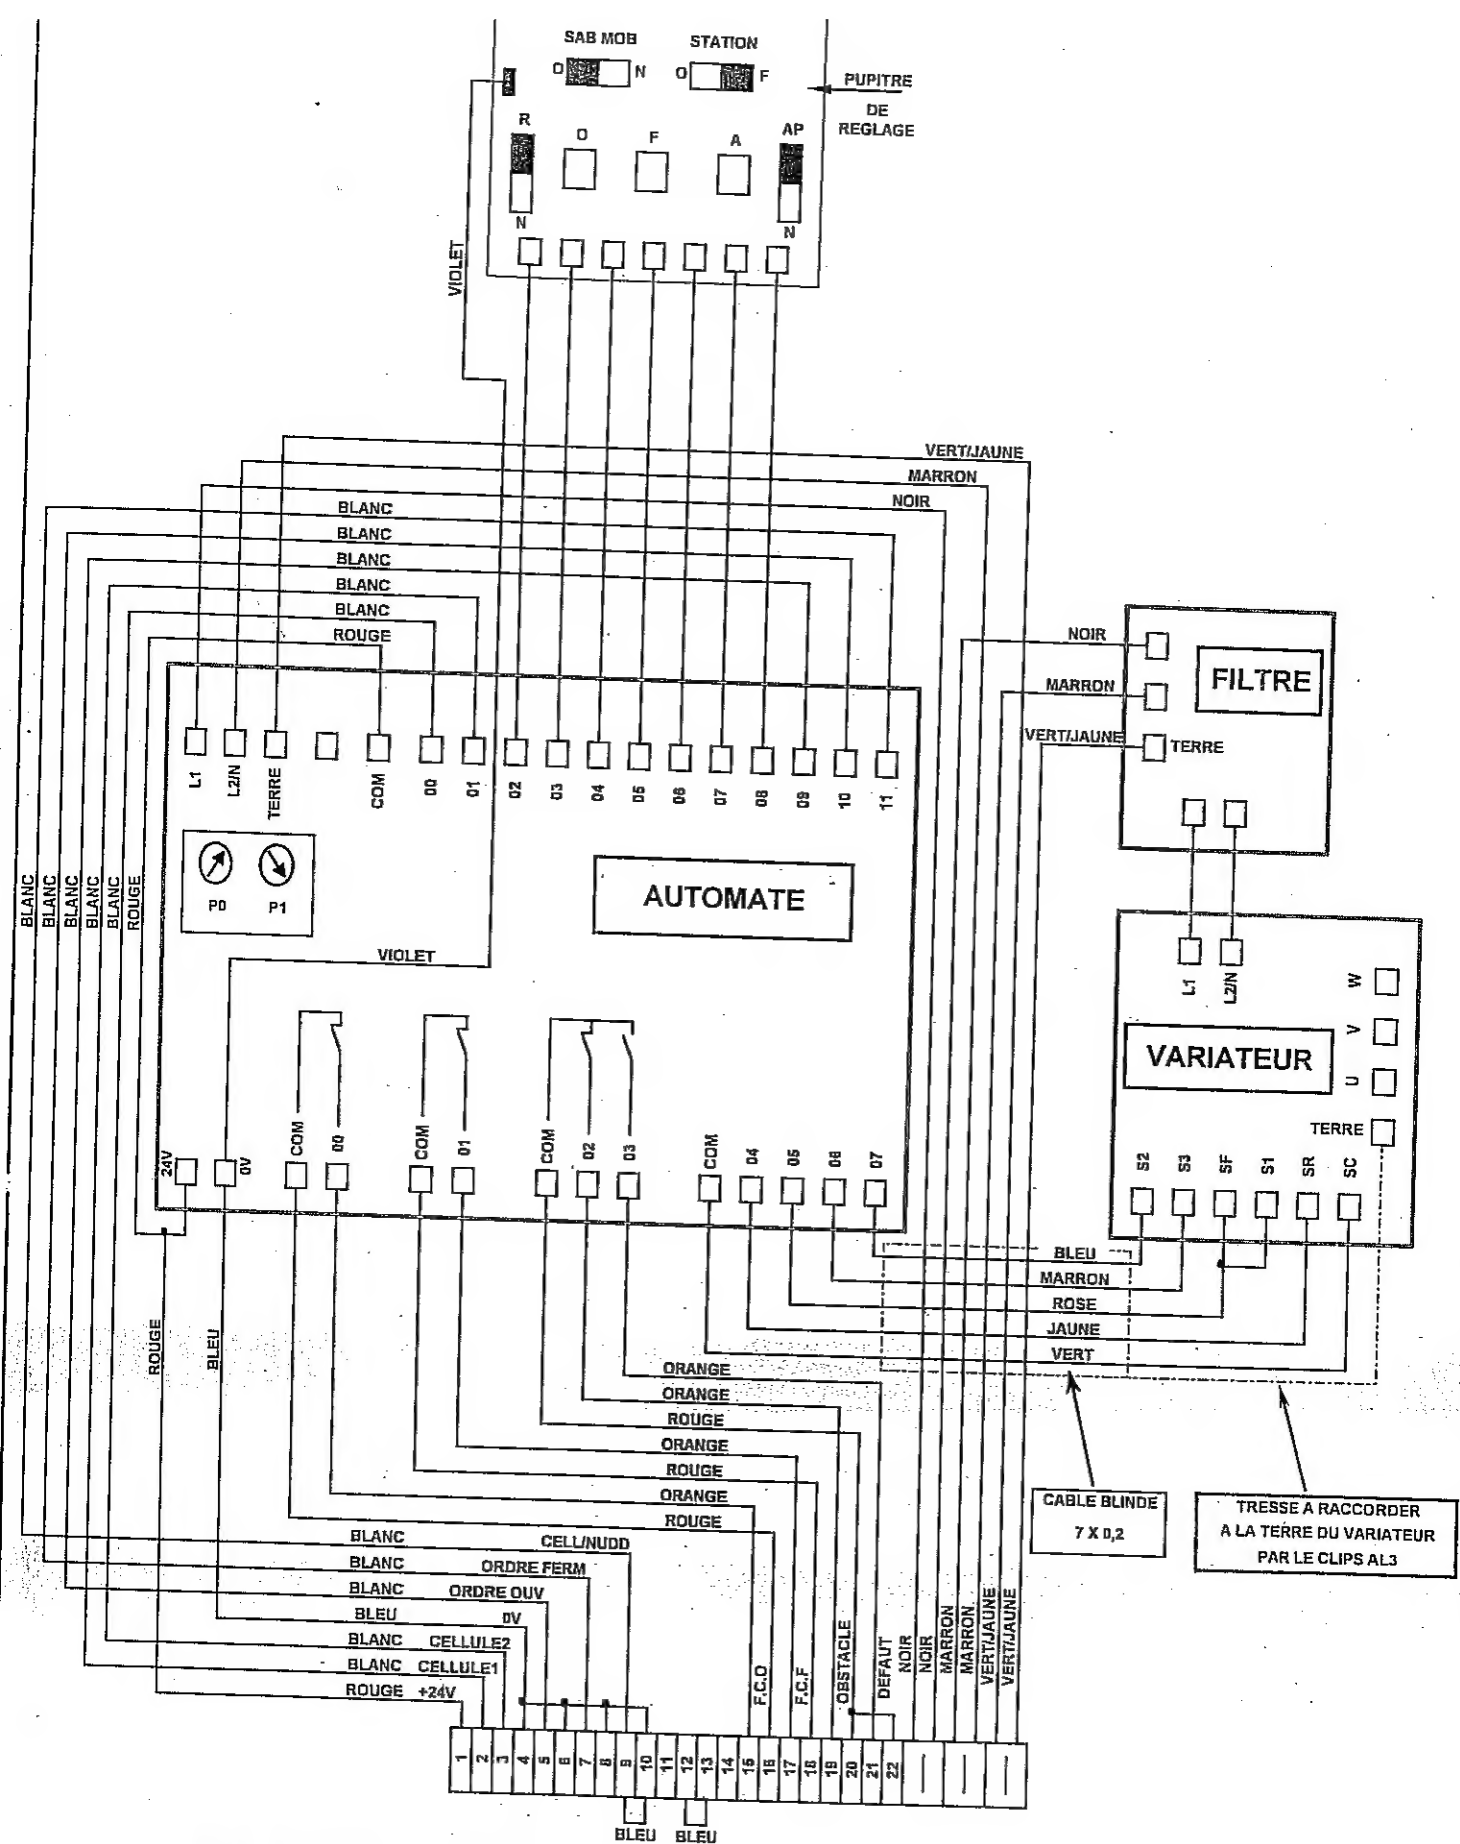 SAB MOB
STATION
O
N
O
F
PUPITRE
DE
REGLAGE
R
O
F
A
AP
N
N
VIOLET
VERT/JAUNE
MARRON
NOIR
BLANC
BLANC
BLANC
BLANC
BLANC
ROUGE
NOIR
MARRON
VERT/JAUNE
FILTRE
TERRE
L1
L2/N
TERRE
COM
00
01
02
03
04
05
06
07
08
09
10
11
P0
P1
AUTOMATE
BLANC
BLANC
BLANC
BLANC
BLANC
ROUGE
VIOLET
L1
L2/N
W
V
U
VARIATEUR
TERRE
24V
0V
COM
00
COM
01
COM
02
03
COM
04
05
06
07
S2
S3
SF
S1
SR
SC
BLEU
MARRON
ROSE
JAUNE
VERT
ROUGE
BLEU
ORANGE
ORANGE
ROUGE
ORANGE
ROUGE
ORANGE
ROUGE
CABLE BLINDE
7 X 0,2
TRESSE A RACCORDER
A LA TERRE DU VARIATEUR
PAR LE CLIPS AL3
BLANC CELL/NUDD
BLANC ORDRE FERM
BLANC ORDRE OUV
BLEU 0V
BLANC CELLULE2
BLANC CELLULE1
ROUGE +24V
F.C.O
F.C.F
OBSTACLE
DEFAUT
NOIR
NOIR
MARRON
MARRON
VERT/JAUNE
VERT/JAUNE
1 2 3 4 5 6 7 8 9 10 11 12 13 14 15 16 17 18 19 20 21 22
BLEU
BLEU